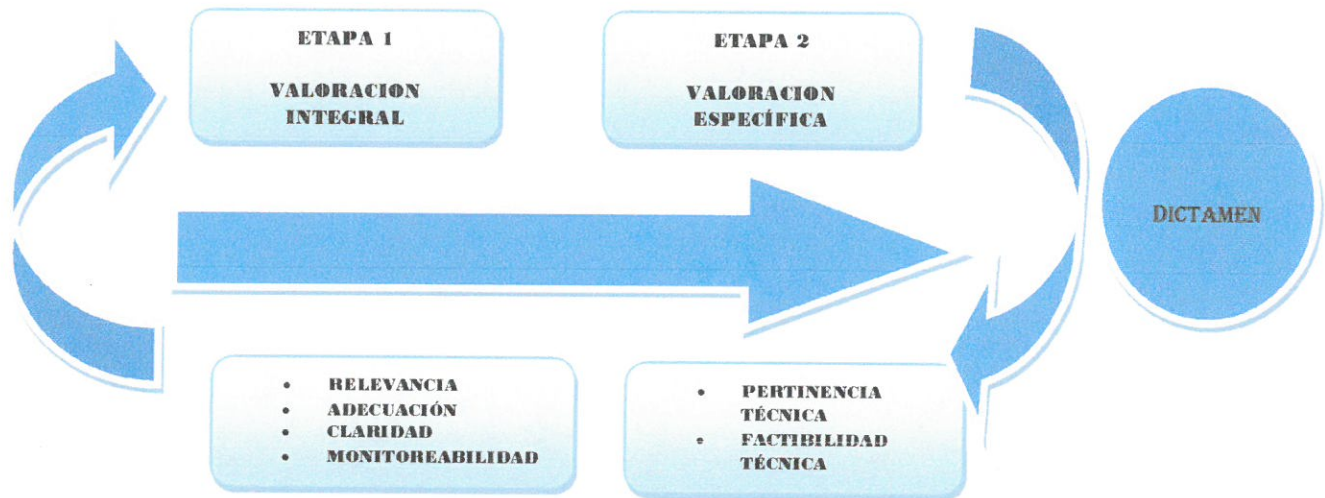 ETAPA 1
VALORACION
INTEGRAL
ETAPA 2
VALORACION
ESPECÍFICA
DICTAMEN
• RELEVANCIA
• ADECUACIÓN
• CLARIDAD
• MONITOREABILIDAD
• PERTINENCIA
TÉCNICA
• FACTIBILIDAD
TÉCNICA